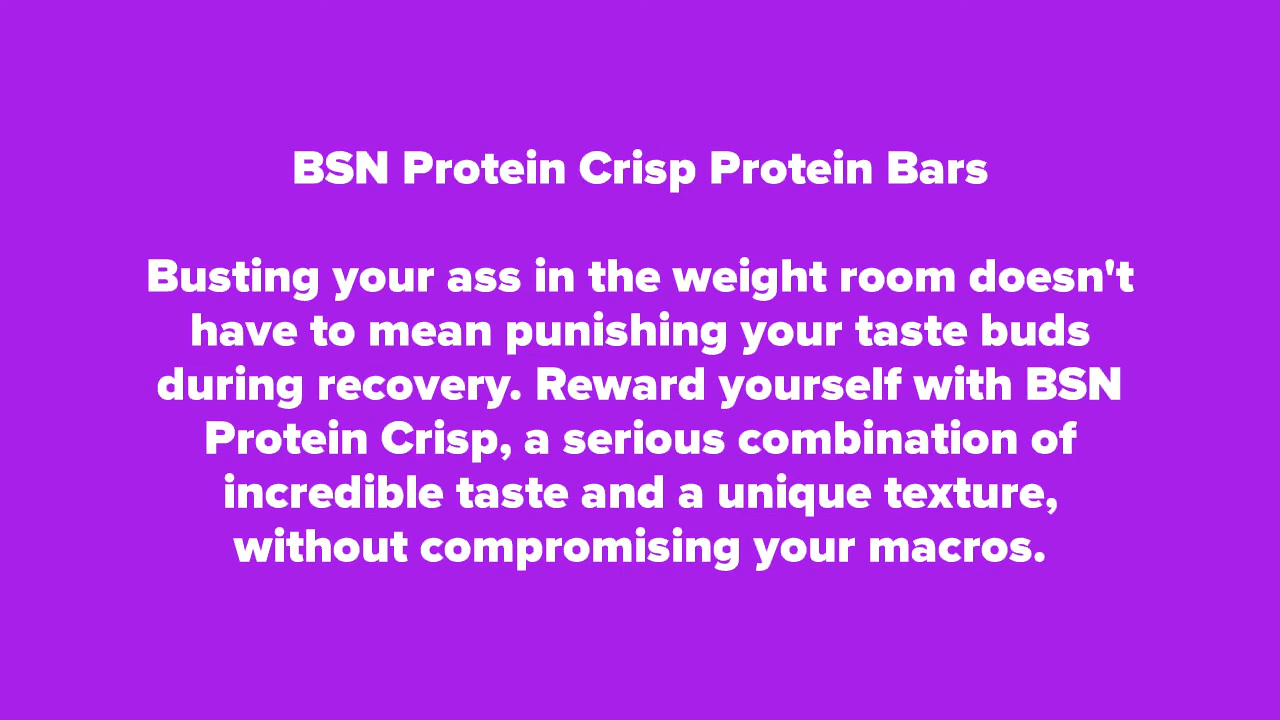 BSN Protein Crisp Protein Bars
Busting your ass in the weight room doesn't
have to mean punishing your taste buds
during recovery. Reward yourself with BSN
Protein Crisp, a serious combination of
incredible taste and a unique texture,
without compromising your macros.